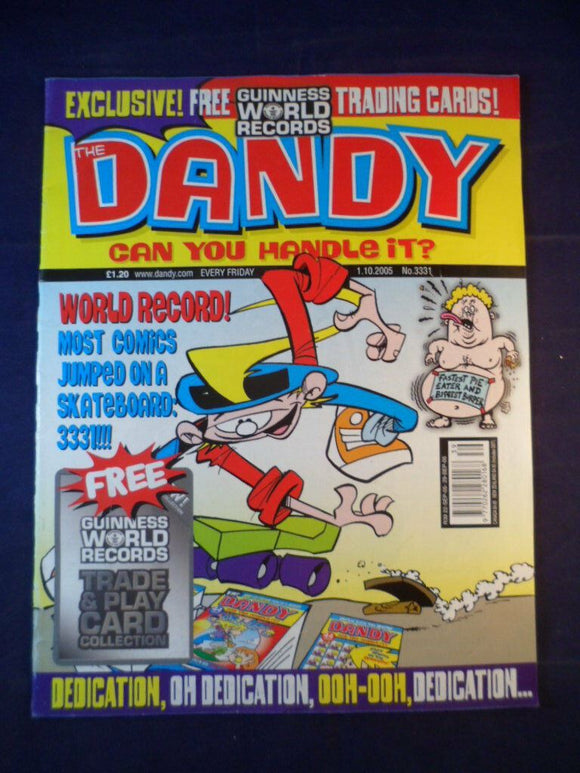 EXCLUSIVE! FREE GUINNESS WORLD RECORDS TRADING CARDS!
THE DANDY
CAN YOU HANDLE iT?
£1.20 www.dandy.com EVERY FRIDAY 1.10.2005 No.3331
WORLD RECORD!
MOST COMICS
JUMPED ON A
SKATEBOARD:
3331!!!
FASTEST PIE
EATER AND
BIGGEST BURPER
39
FREE
GUINNESS
WORLD
RECORDS
TRADE
& PLAY
CARD
COLLECTION
DANDY
DANDY
DEDICATION, OH DEDICATION, OOH-OOH, DEDICATION...